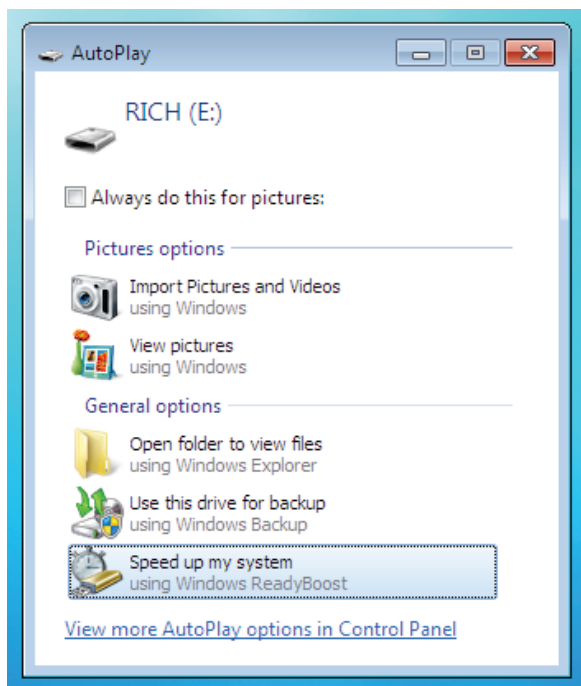 AutoPlay
RICH (E:)
Always do this for pictures:
Pictures options
Import Pictures and Videos
using Windows
View pictures
using Windows
General options
Open folder to view files
using Windows Explorer
Use this drive for backup
using Windows Backup
Speed up my system
using Windows ReadyBoost
View more AutoPlay options in Control Panel